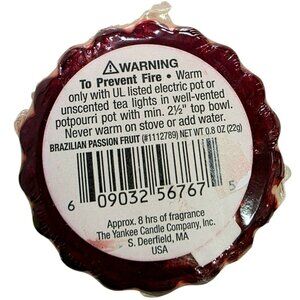 ⚠WARNING
To Prevent Fire • Warm
only with UL listed electric pot or
unscented tea lights in well-vented
potpourri pot with min. 2½" top bowl.
Never warm on stove or add water.
BRAZILIAN PASSION FRUIT (#1112789) NET WT 0.8 OZ (22g)
6 09032 56767 5
Approx. 8 hrs of fragrance
The Yankee Candle Company, Inc.
S. Deerfield, MA
USA